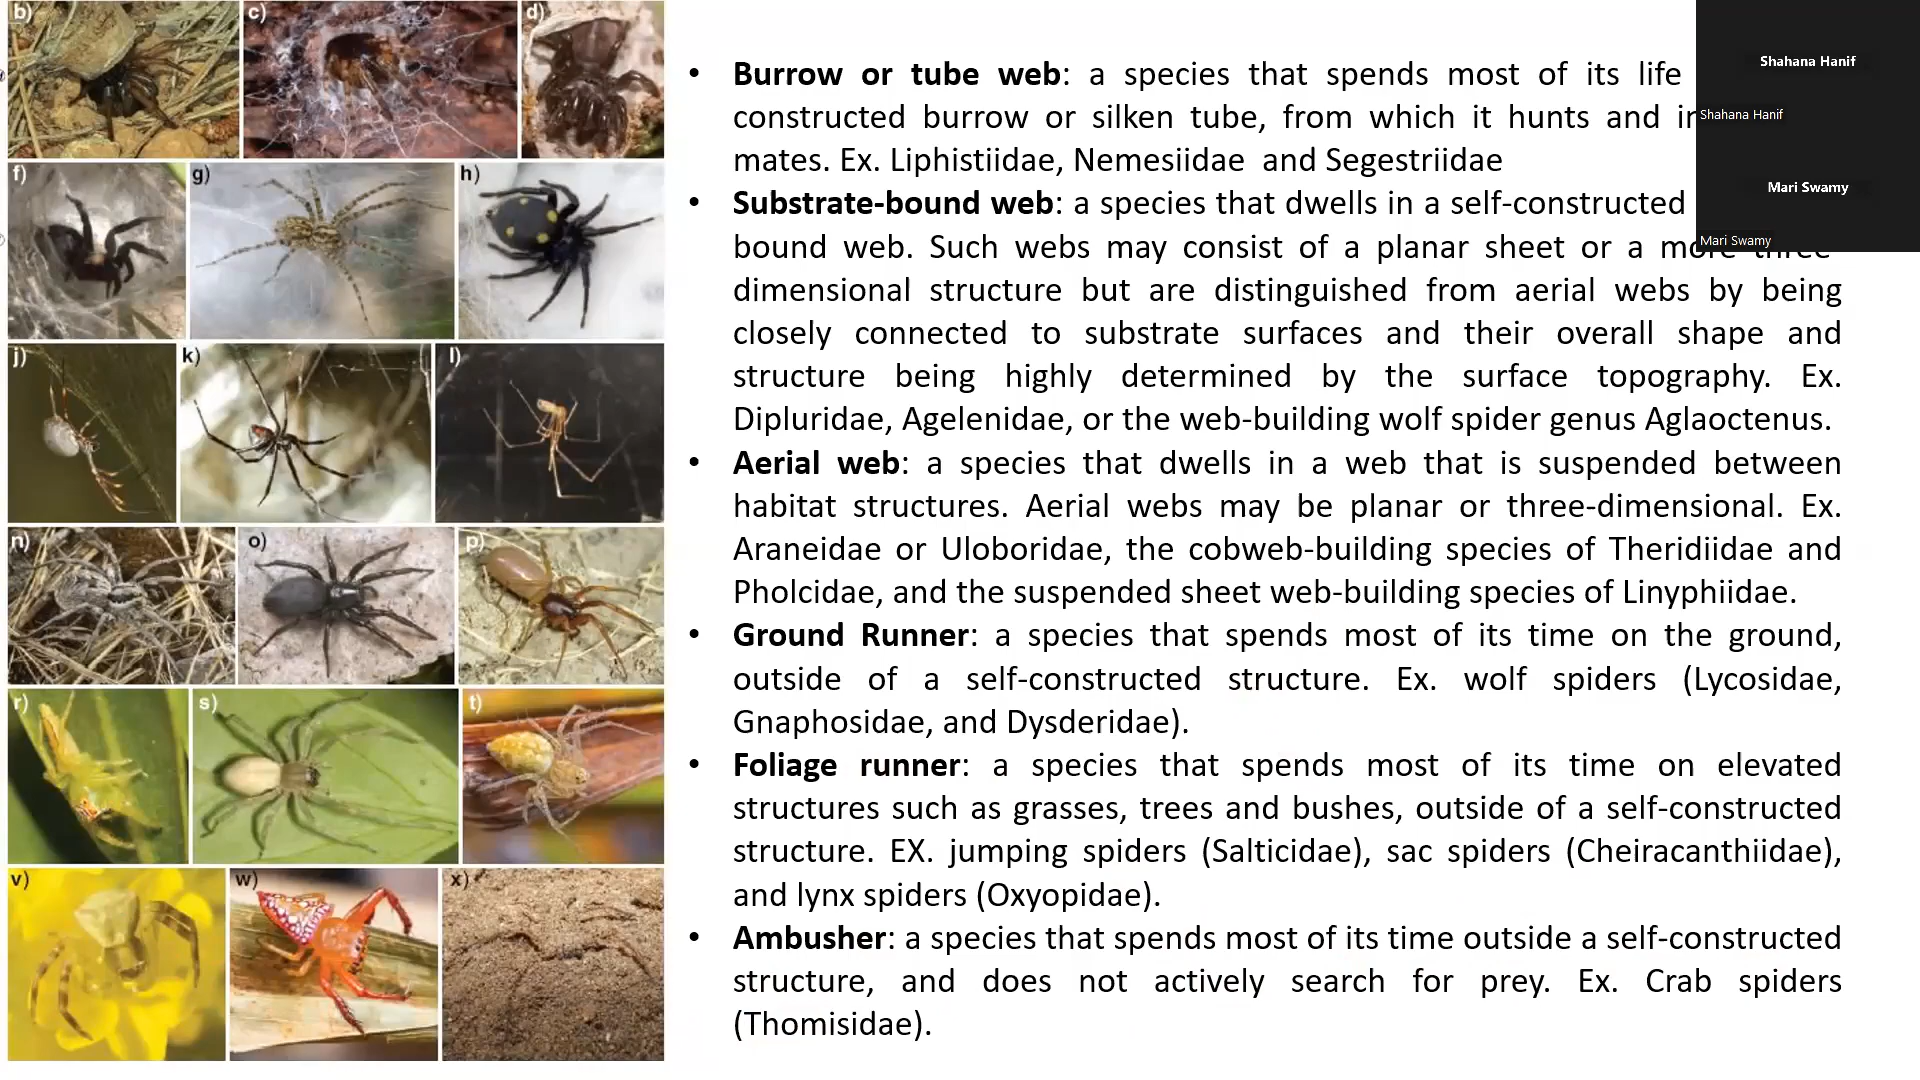 b)
c)
d)
f)
g)
h)
j)
k)
l)
n)
o)
p)
r)
s)
t)
v)
w)
x)
• Burrow or tube web: a species that spends most of its life
constructed burrow or silken tube, from which it hunts and
mates. Ex. Liphistiidae, Nemesiidae and Segestriidae
• Substrate-bound web: a species that dwells in a self-constructed
bound web. Such webs may consist of a planar sheet or a more three-
dimensional structure but are distinguished from aerial webs by being
closely connected to substrate surfaces and their overall shape and
structure being highly determined by the surface topography. Ex.
Dipluridae, Agelenidae, or the web-building wolf spider genus Aglaoctenus.
• Aerial web: a species that dwells in a web that is suspended between
habitat structures. Aerial webs may be planar or three-dimensional. Ex.
Araneidae or Uloboridae, the cobweb-building species of Theridiidae and
Pholcidae, and the suspended sheet web-building species of Linyphiidae.
• Ground Runner: a species that spends most of its time on the ground,
outside of a self-constructed structure. Ex. wolf spiders (Lycosidae,
Gnaphosidae, and Dysderidae).
• Foliage runner: a species that spends most of its time on elevated
structures such as grasses, trees and bushes, outside of a self-constructed
structure. EX. jumping spiders (Salticidae), sac spiders (Cheiracanthiidae),
and lynx spiders (Oxyopidae).
• Ambusher: a species that spends most of its time outside a self-constructed
structure, and does not actively search for prey. Ex. Crab spiders
(Thomisidae).
Shahana Hanif
Shahana Hanif
Mari Swamy
Mari Swamy